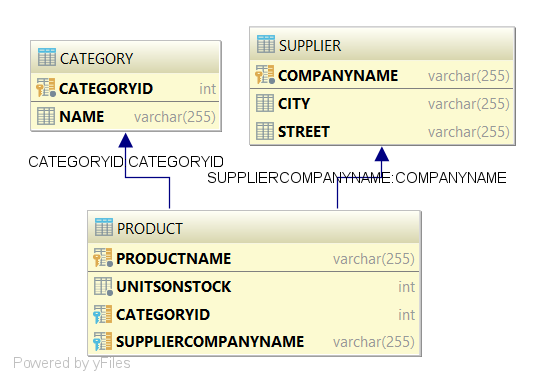 CATEGORY
CATEGORYID int
NAME varchar(255)
SUPPLIER
COMPANYNAME varchar(255)
CITY varchar(255)
STREET varchar(255)
CATEGORYID:CATEGORYID
SUPPLIERCOMPANYNAME:COMPANYNAME
PRODUCT
PRODUCTNAME varchar(255)
UNITSONSTOCK int
CATEGORYID int
SUPPLIERCOMPANYNAME varchar(255)
Powered by yFiles